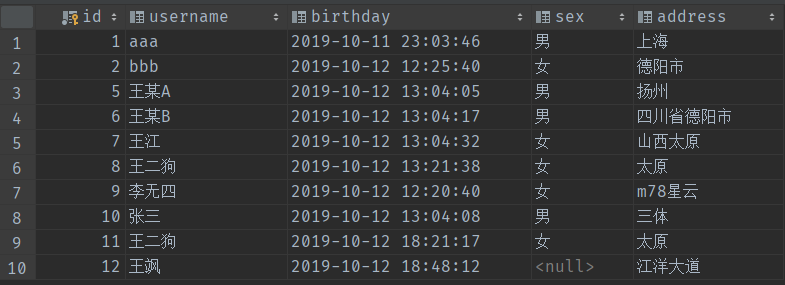 id username birthday sex address
1 1 aaa 2019-10-11 23:03:46 男 上海
2 2 bbb 2019-10-12 12:25:40 女 德阳市
3 5 王某A 2019-10-12 13:04:05 男 扬州
4 6 王某B 2019-10-12 13:04:17 男 四川省德阳市
5 7 王江 2019-10-12 13:04:32 女 山西太原
6 8 王二狗 2019-10-12 13:21:38 女 太原
7 9 李无四 2019-10-12 12:20:40 女 m78星云
8 10 张三 2019-10-12 13:04:08 男 三体
9 11 王二狗 2019-10-12 18:21:17 女 太原
10 12 王飒 2019-10-12 18:48:12 <null> 江洋大道